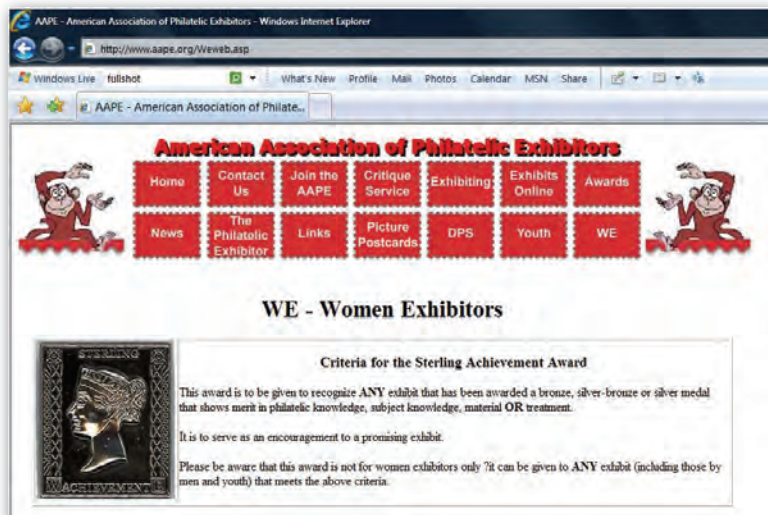 AAPE - American Association of Philatelic Exhibitors - Windows Internet Explorer
http://www.aape.org/Weweb.asp
Windows Live fullshot What's New Profile Mail Photos Calendar MSN Share
AAPE - American Association of Philate...
American Association of Philatelic Exhibitors
Home
Contact
Us
Join the
AAPE
Critique
Service
Exhibiting
Exhibits
Online
Awards
News
The
Philatelic
Exhibitor
Links
Picture
Postcards
DPS
Youth
WE
WE - Women Exhibitors
STERLING
W ACHIEVEMENT E
Criteria for the Sterling Achievement Award
This award is to be given to recognize ANY exhibit that has been awarded a bronze, silver-bronze or silver medal
that shows merit in philatelic knowledge, subject knowledge, material OR treatment.
It is to serve as an encouragement to a promising exhibit.
Please be aware that this award is not for women exhibitors only ?it can be given to ANY exhibit (including those by
men and youth) that meets the above criteria.